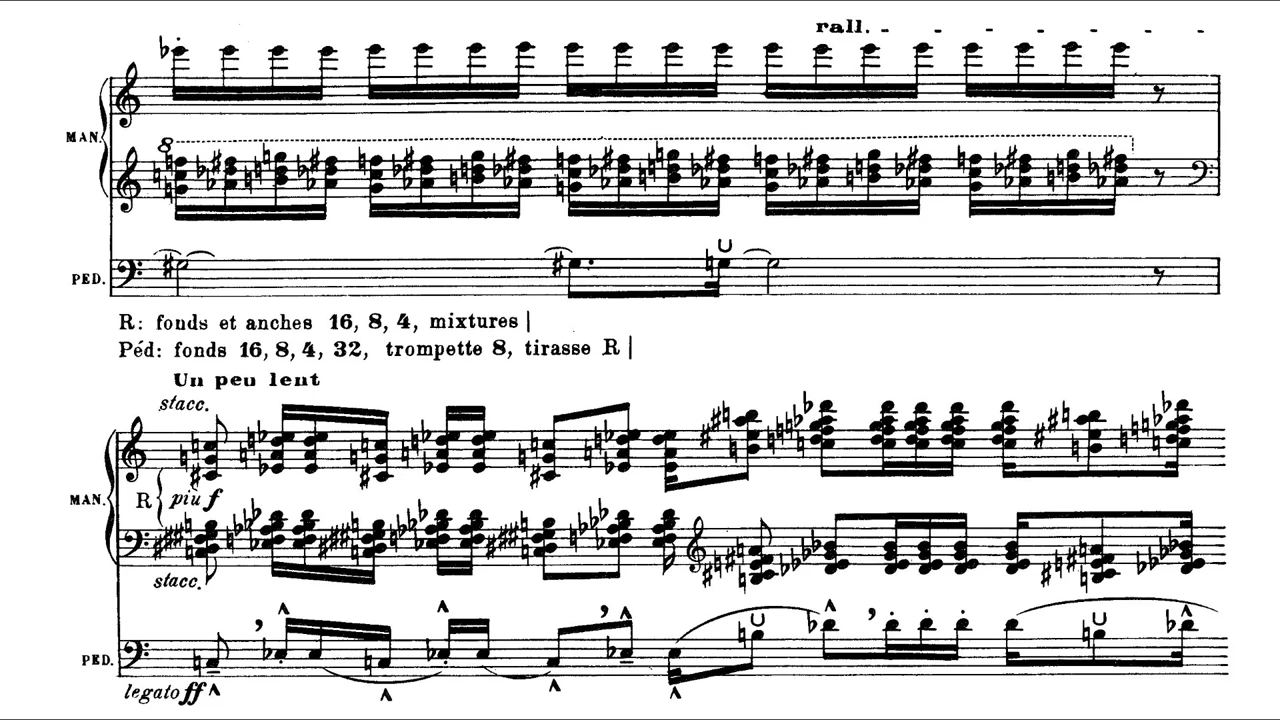 rall.
MAN.
8
PED.
R: fonds et anches 16, 8, 4, mixtures |
Péd: fonds 16, 8, 4, 32, trompette 8, tirasse R |
Un peu lent
stacc.
MAN.
R
più f
stacc.
PED.
legato ff